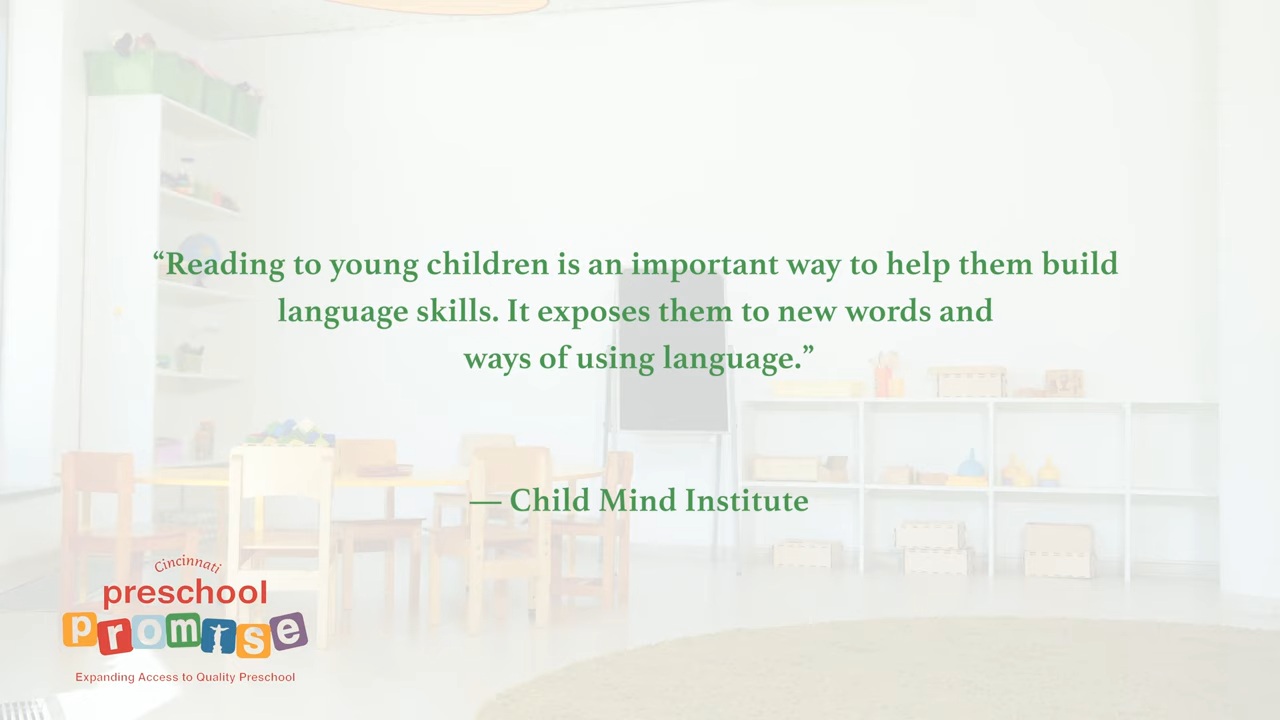 “Reading to young children is an important way to help them build
language skills. It exposes them to new words and
ways of using language.”
— Child Mind Institute
Cincinnati
preschool
promise
Expanding Access to Quality Preschool